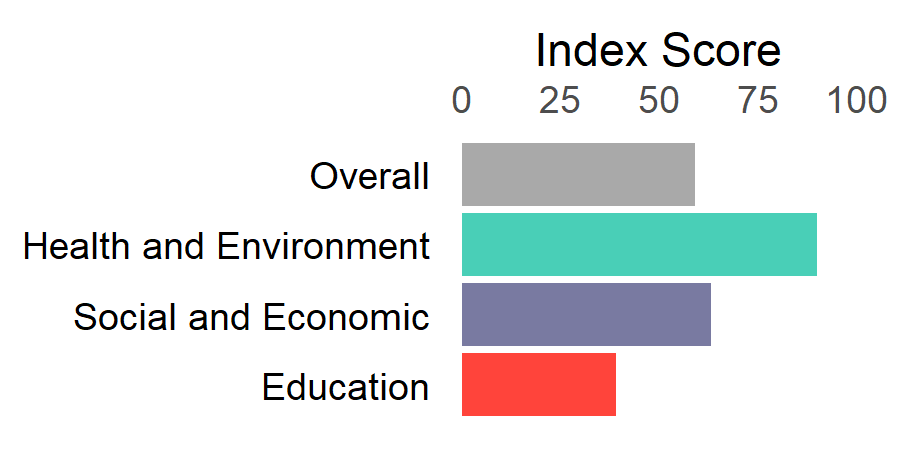 Index Score
0 25 50 75 100
Overall
Health and Environment
Social and Economic
Education